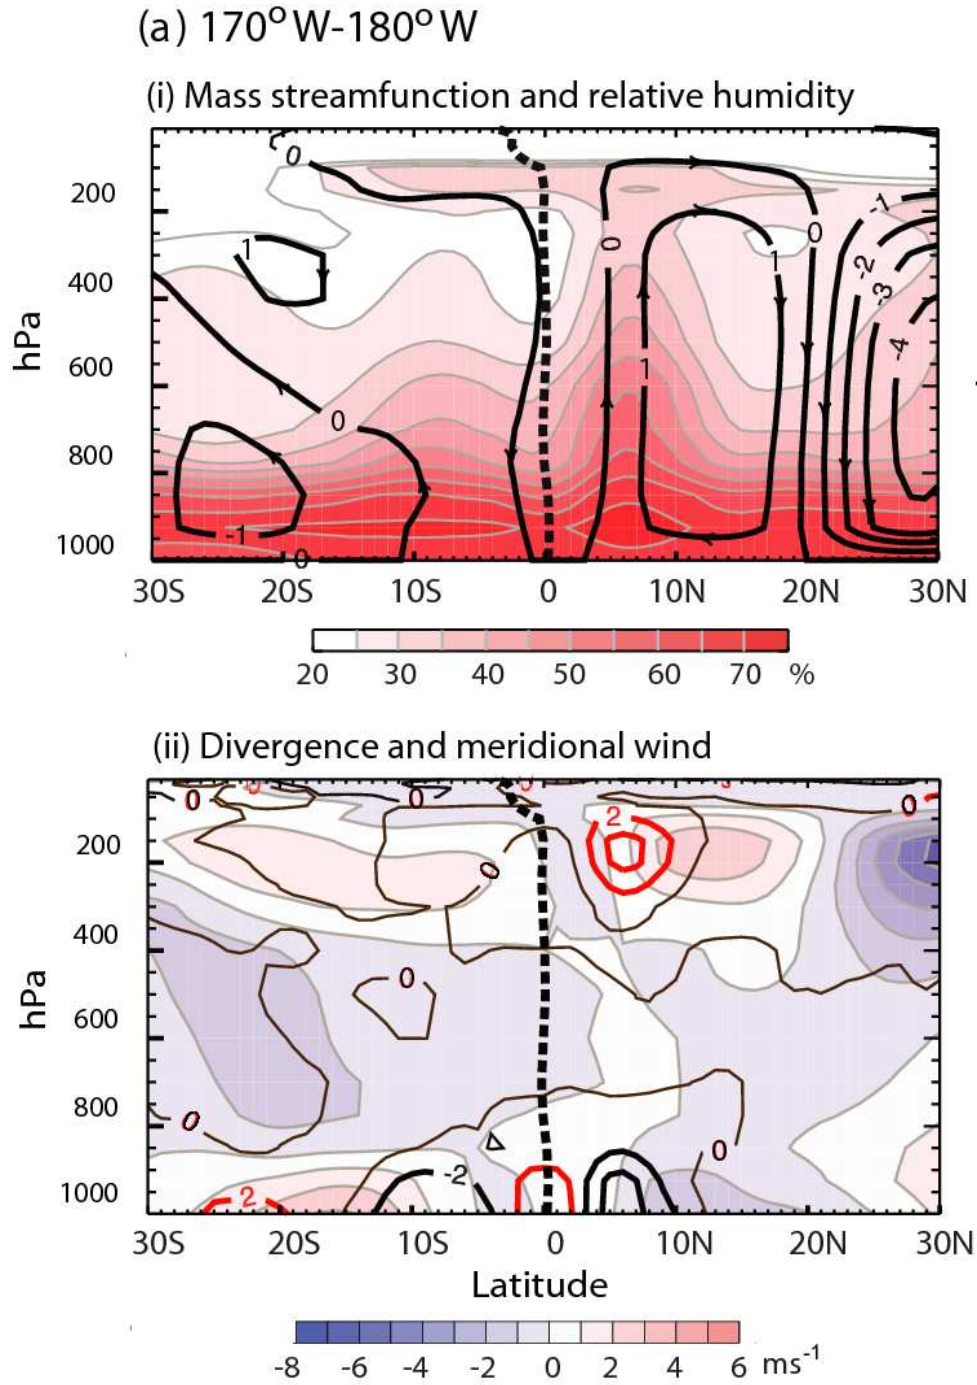 (a) 170° W-180° W
(i) Mass streamfunction and relative humidity
0
200
-1
1
0
0
-2
1
400
-3
hPa
-4
600
1
0
800
-1
1000
0
30S 20S 10S 0 10N 20N 30N
20 30 40 50 60 70 %
(ii) Divergence and meridional wind
0 0 0
2
200
0
400
0
hPa
600
800
0
0
-2
1000
2
30S 20S 10S 0 10N 20N 30N
Latitude
-8 -6 -4 -2 0 2 4 6 ms-1